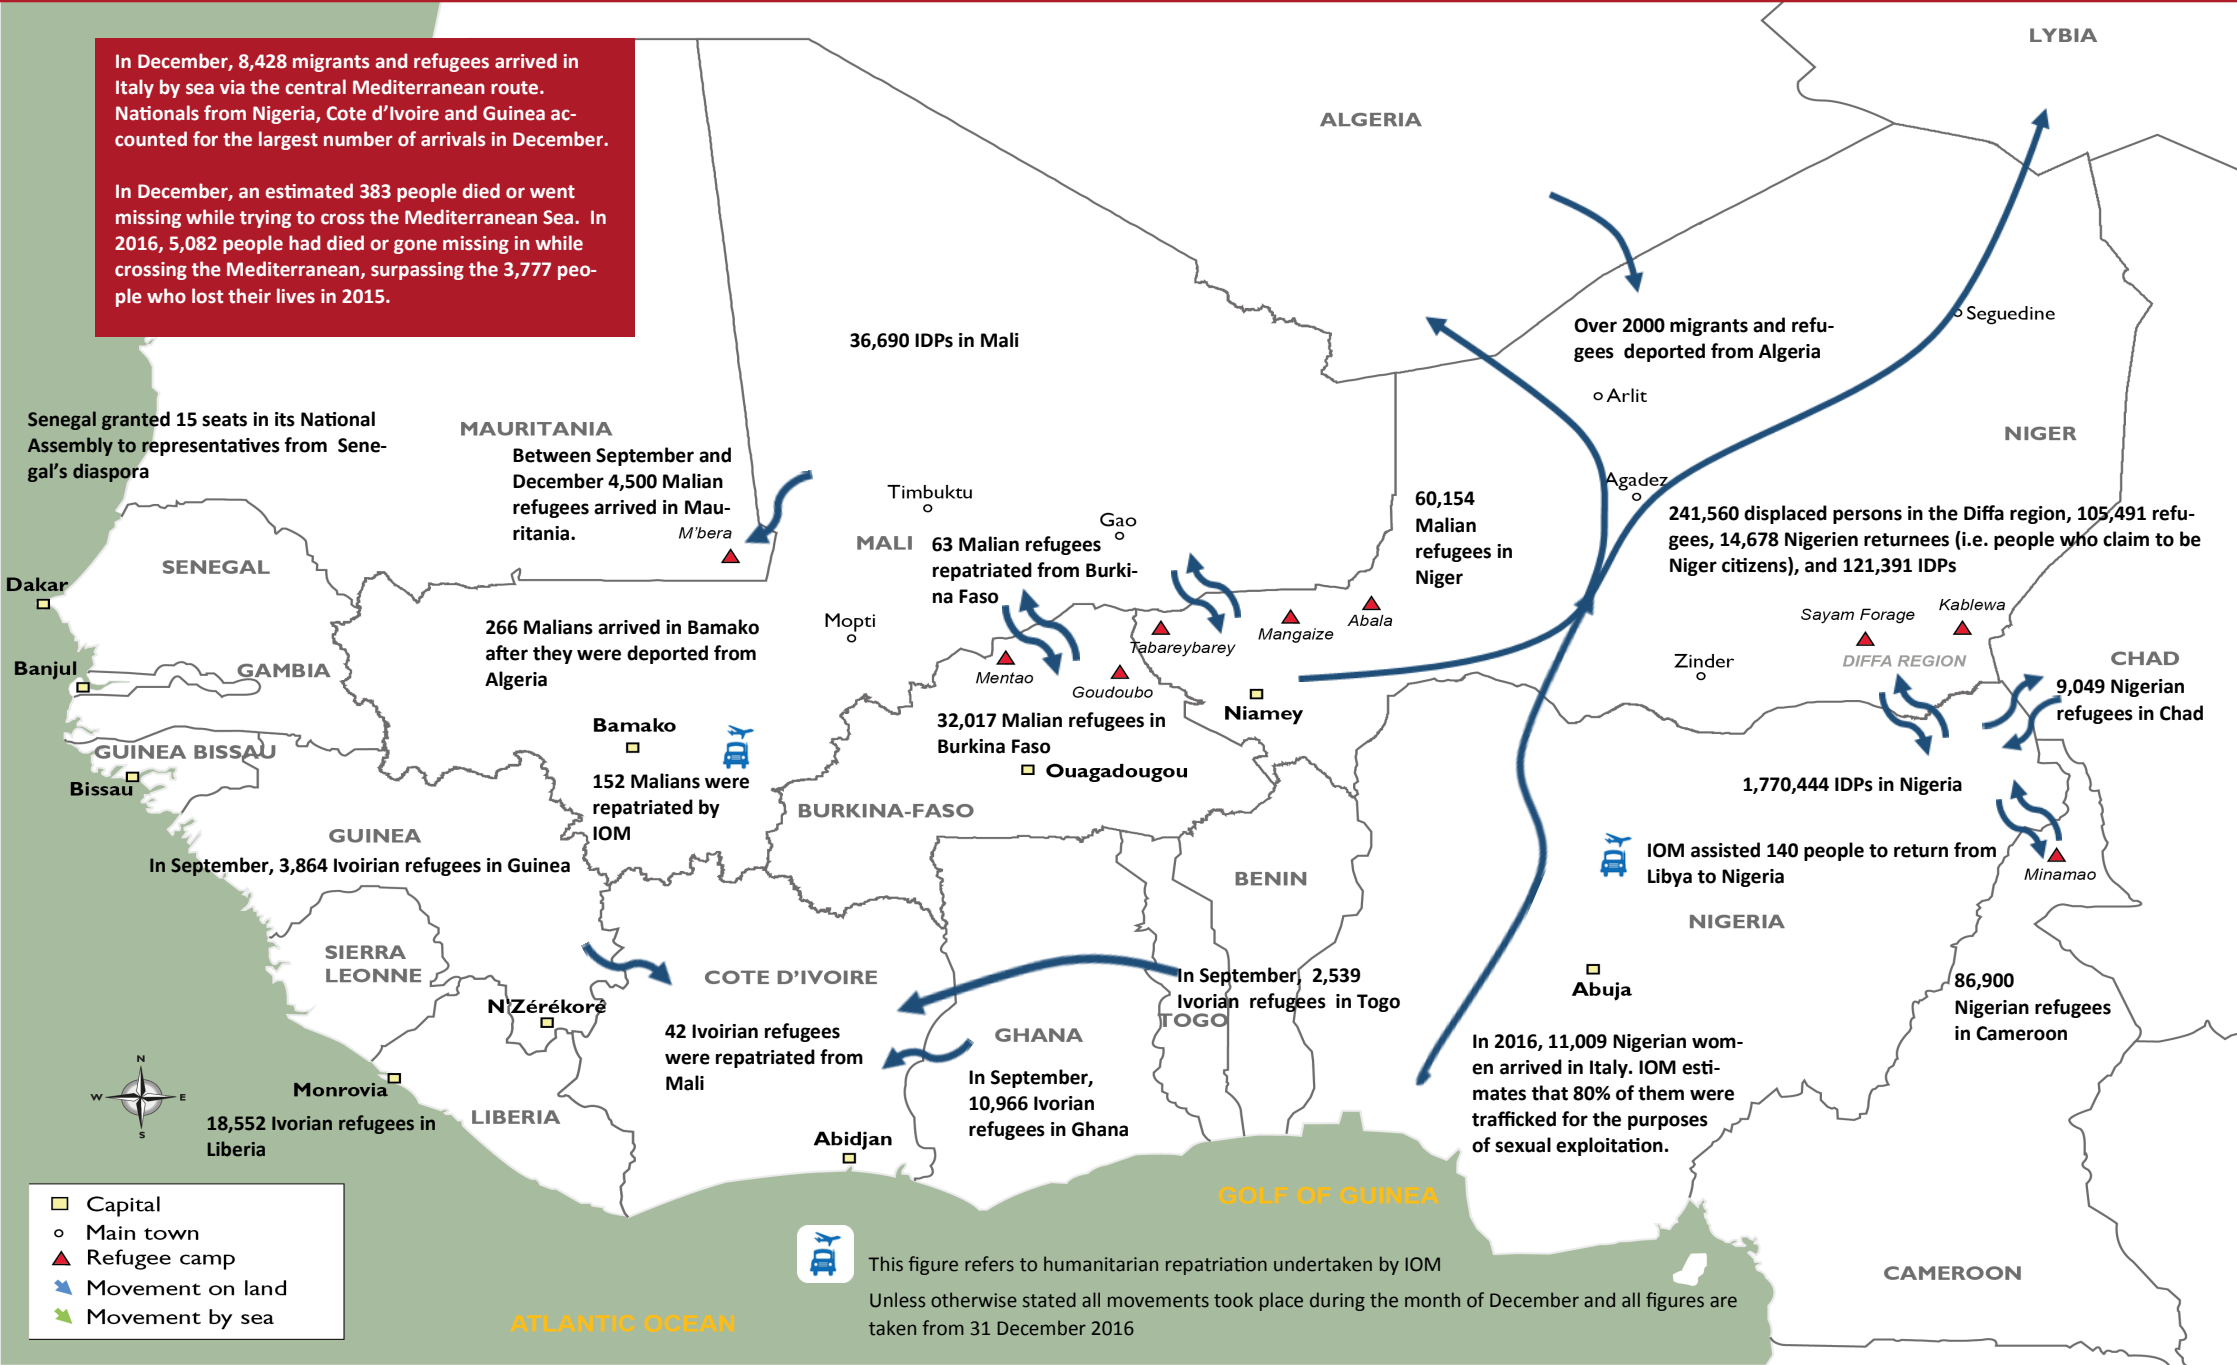 In December, 8,428 migrants and refugees arrived in
Italy by sea via the central Mediterranean route.
Nationals from Nigeria, Cote d'Ivoire and Guinea ac-
counted for the largest number of arrivals in December.
In December, an estimated 383 people died or went
missing while trying to cross the Mediterranean Sea.  In
2016, 5,082 people had died or gone missing in while
crossing the Mediterranean, surpassing the 3,777 peo-
ple who lost their lives in 2015.
LYBIA
ALGERIA
Seguedine
36,690 IDPs in Mali
Over 2000 migrants and refu-
gees  deported from Algeria
Arlit
Senegal granted 15 seats in its National
Assembly to representatives from  Sene-
gal's diaspora
MAURITANIA
Between September and
December 4,500 Malian
refugees arrived in Mau-
ritania.
M'bera
NIGER
Timbuktu
Gao
MALI
Agadez
60,154
Malian
refugees in
Niger
63 Malian refugees
repatriated from Burki-
na Faso
241,560 displaced persons in the Diffa region, 105,491 refu-
gees, 14,678 Nigerien returnees (i.e. people who claim to be
Niger citizens), and 121,391 IDPs
SENEGAL
Dakar
Mopti
266 Malians arrived in Bamako
after they were deported from
Algeria
Tabareybarey
Mangaize
Abala
Sayam Forage
Kablewa
DIFFA REGION
Zinder
CHAD
9,049 Nigerian
refugees in Chad
Banjul
GAMBIA
Mentao
Goudoubo
Niamey
32,017 Malian refugees in
Burkina Faso
Ouagadougou
Bamako
152 Malians were
repatriated by
IOM
GUINEA BISSAU
Bissau
BURKINA-FASO
1,770,444 IDPs in Nigeria
GUINEA
In September, 3,864 Ivoirian refugees in Guinea
IOM assisted 140 people to return from
Libya to Nigeria
Minamao
BENIN
NIGERIA
SIERRA
LEONNE
COTE D'IVOIRE
In September,  2,539
Ivorian  refugees  in Togo
TOGO
Abuja
86,900
Nigerian refugees
in Cameroon
N'Zérékoré
42 Ivoirian refugees
were repatriated from
Mali
GHANA
In September,
10,966 Ivorian
refugees in Ghana
In 2016, 11,009 Nigerian wom-
en arrived in Italy. IOM esti-
mates that 80% of them were
trafficked for the purposes
of sexual exploitation.
N
W
E
S
Monrovia
18,552 Ivorian refugees in
Liberia
LIBERIA
Abidjan
GOLF OF GUINEA
Capital
Main town
Refugee camp
Movement on land
Movement by sea
ATLANTIC OCEAN
This figure refers to humanitarian repatriation undertaken by IOM
Unless otherwise stated all movements took place during the month of December and all figures are
taken from 31 December 2016
CAMEROON